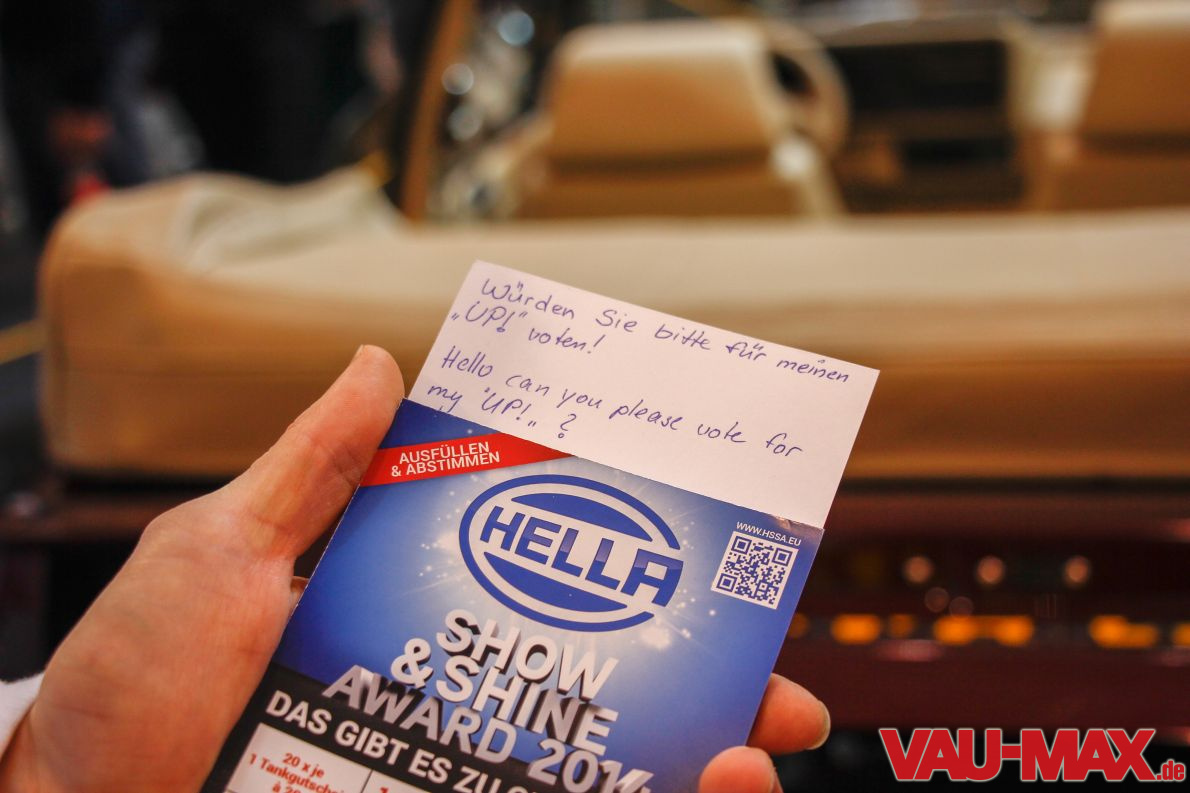 Würden Sie bitte für meinen
„UP!“ voten!
Hello can you please vote for
my "UP!„ ?
AUSFÜLLEN
& ABSTIMMEN
HELLA
WWW.HSSA.EU
SHOW
& SHINE
AWARD 2014
DAS GIBT ES ZU
20 x je
1
VAU-MAX.de